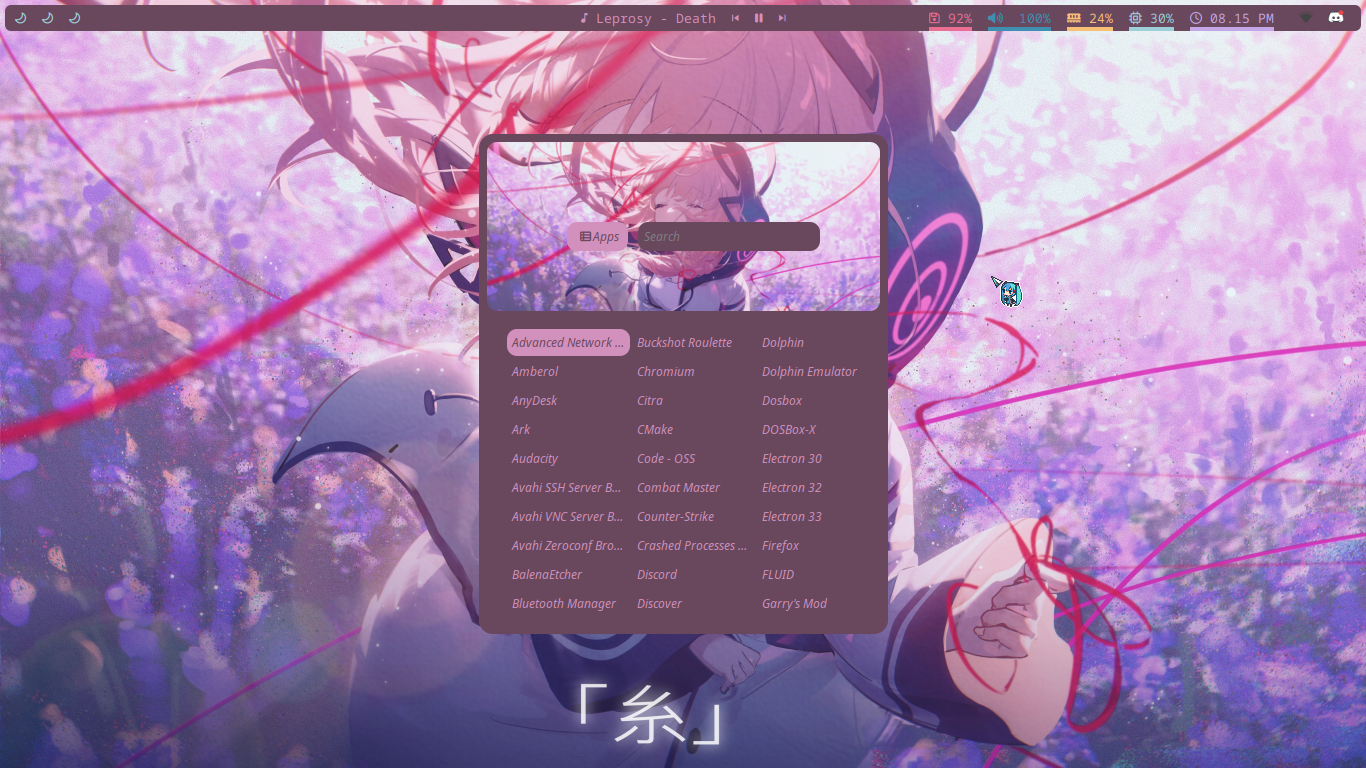 Leprosy - Death
92%
100%
24%
30%
08.15 PM
Apps
Search
Advanced Network ...
Buckshot Roulette
Dolphin
Amberol
Chromium
Dolphin Emulator
AnyDesk
Citra
Dosbox
Ark
CMake
DOSBox-X
Audacity
Code - OSS
Electron 30
Avahi SSH Server B...
Combat Master
Electron 32
Avahi VNC Server B...
Counter-Strike
Electron 33
Avahi Zeroconf Bro...
Crashed Processes ...
Firefox
BalenaEtcher
Discord
FLUID
Bluetooth Manager
Discover
Garry's Mod
「糸」